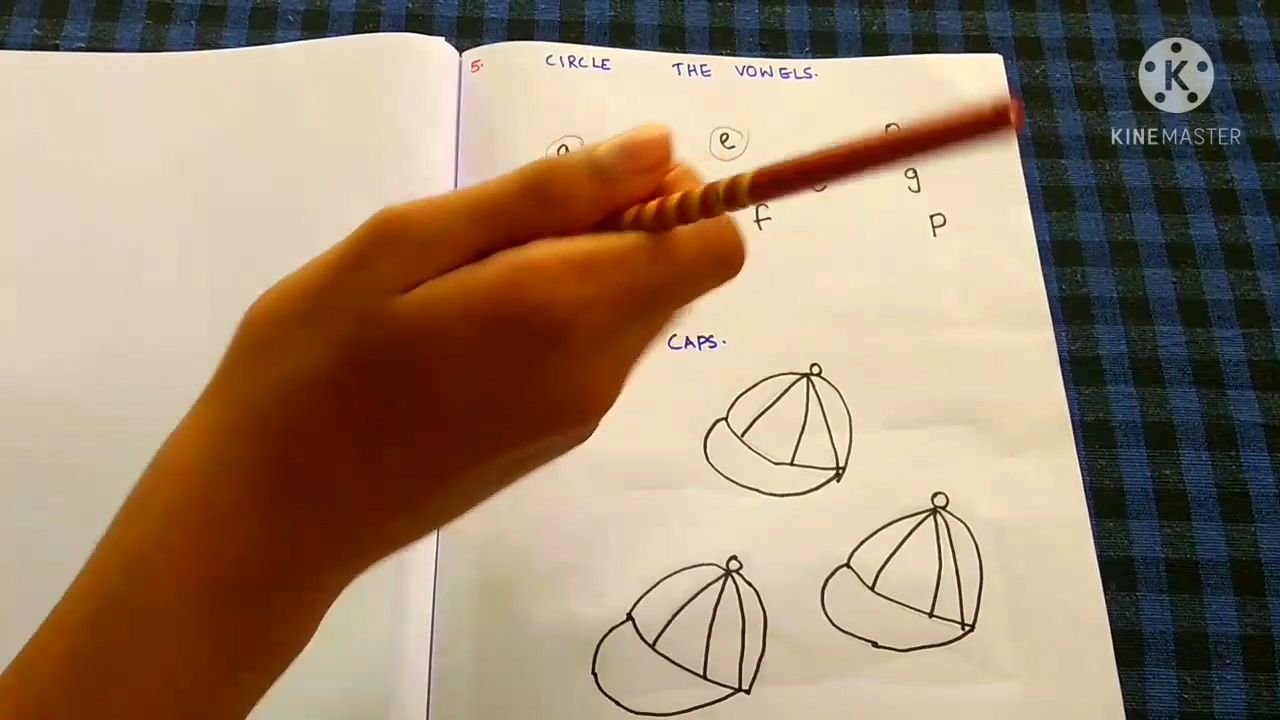 5. CIRCLE THE VOWELS.
a e
g
f p
CAPS.
KINEMASTER